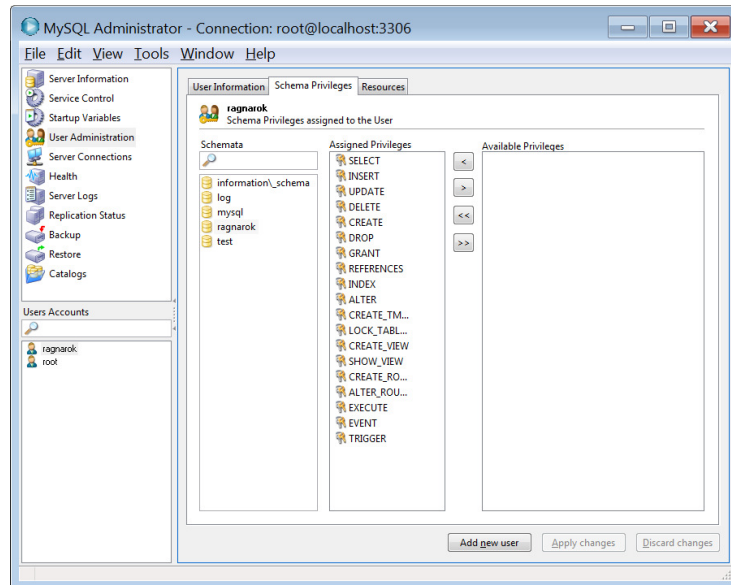 MySQL Administrator - Connection: root@localhost:3306
File Edit View Tools Window Help
Server Information
Service Control
Startup Variables
User Administration
Server Connections
Health
Server Logs
Replication Status
Backup
Restore
Catalogs
Users Accounts
ragnarok
root
User Information Schema Privileges Resources
ragnarok
Schema Privileges assigned to the User
Schemata
information\_schema
log
mysql
ragnarok
test
Assigned Privileges
SELECT
INSERT
UPDATE
DELETE
CREATE
DROP
GRANT
REFERENCES
INDEX
ALTER
CREATE_TM...
LOCK_TABL...
CREATE_VIEW
SHOW_VIEW
CREATE_RO...
ALTER_ROU...
EXECUTE
EVENT
TRIGGER
<
>
<<
>>
Available Privileges
Add new user Apply changes Discard changes